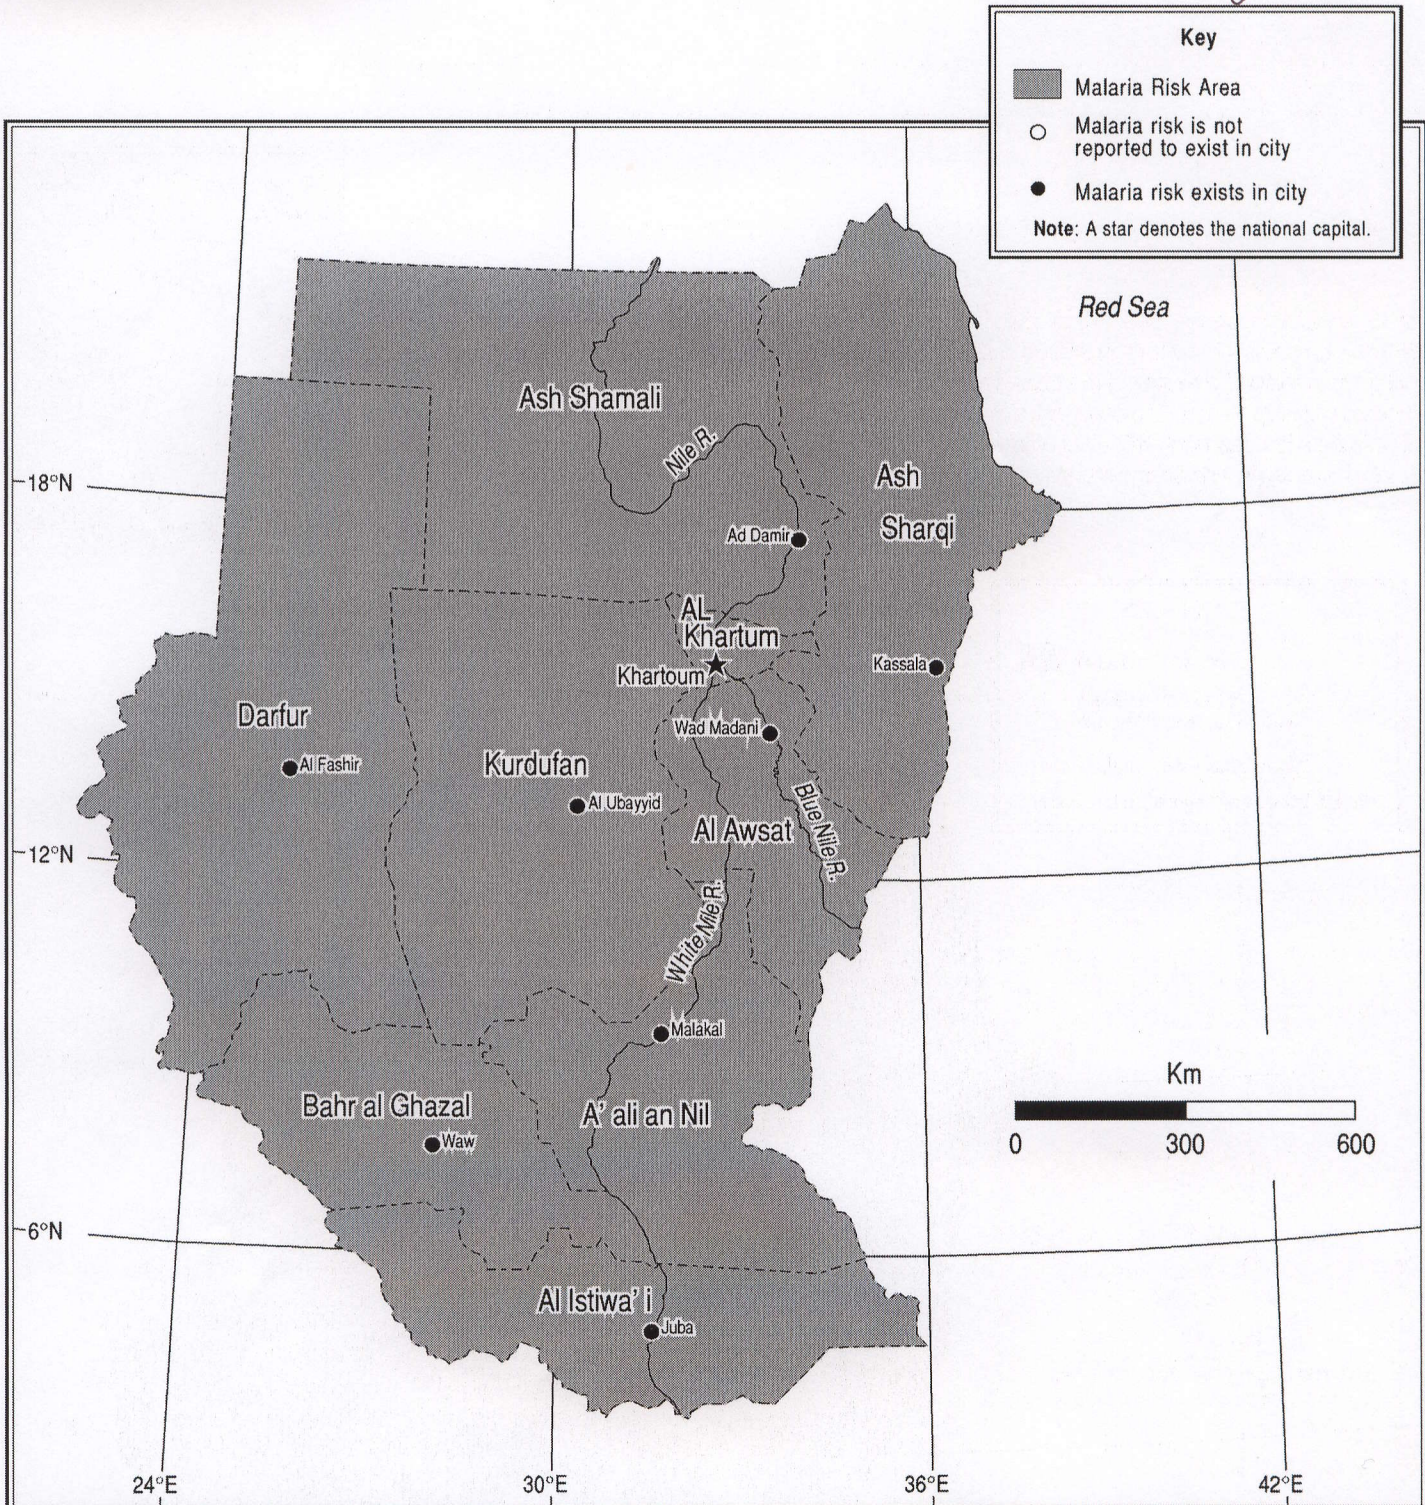 Key
Malaria Risk Area
Malaria risk is not
reported to exist in city
Malaria risk exists in city
Note: A star denotes the national capital.
Red Sea
Ash Shamali
Nile R.
18°N
Ash
Sharqi
Ad Damir
AL
Khartum
Khartoum
Kassala
Darfur
Wad Madani
Al Fashir
Kurdufan
Al Ubayyid
Blue Nile R.
Al Awsat
12°N
White Nile R.
Malakal
Km
0 300 600
Bahr al Ghazal
A' ali an Nil
Waw
6°N
Al Istiwa' i
Juba
24°E 30°E 36°E 42°E